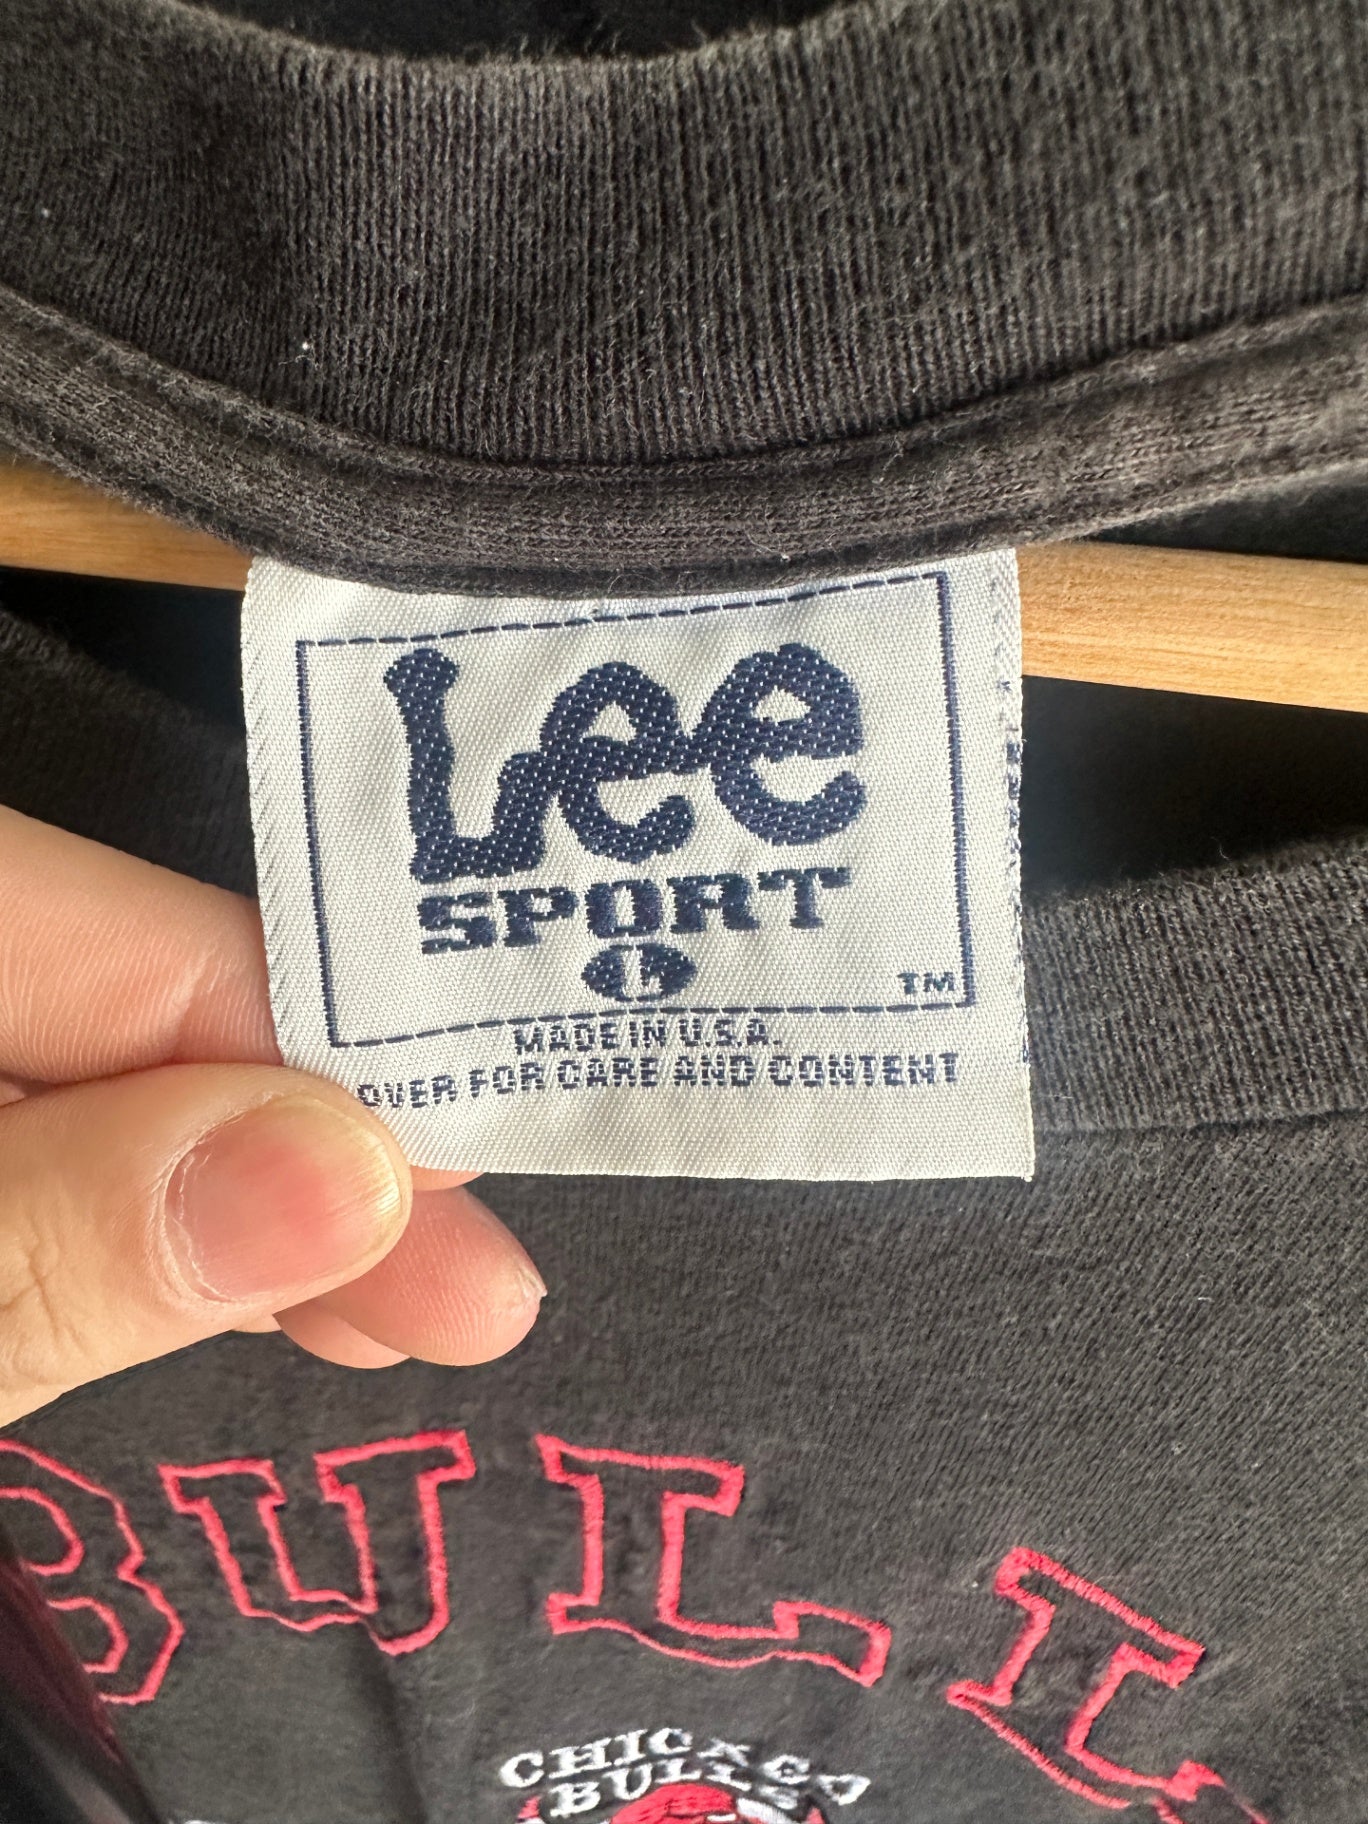 Lee
SPORT
L
TM
MADE IN U.S.A.
OVER FOR CARE AND CONTENT
BULL
CHICAGO
BULLS